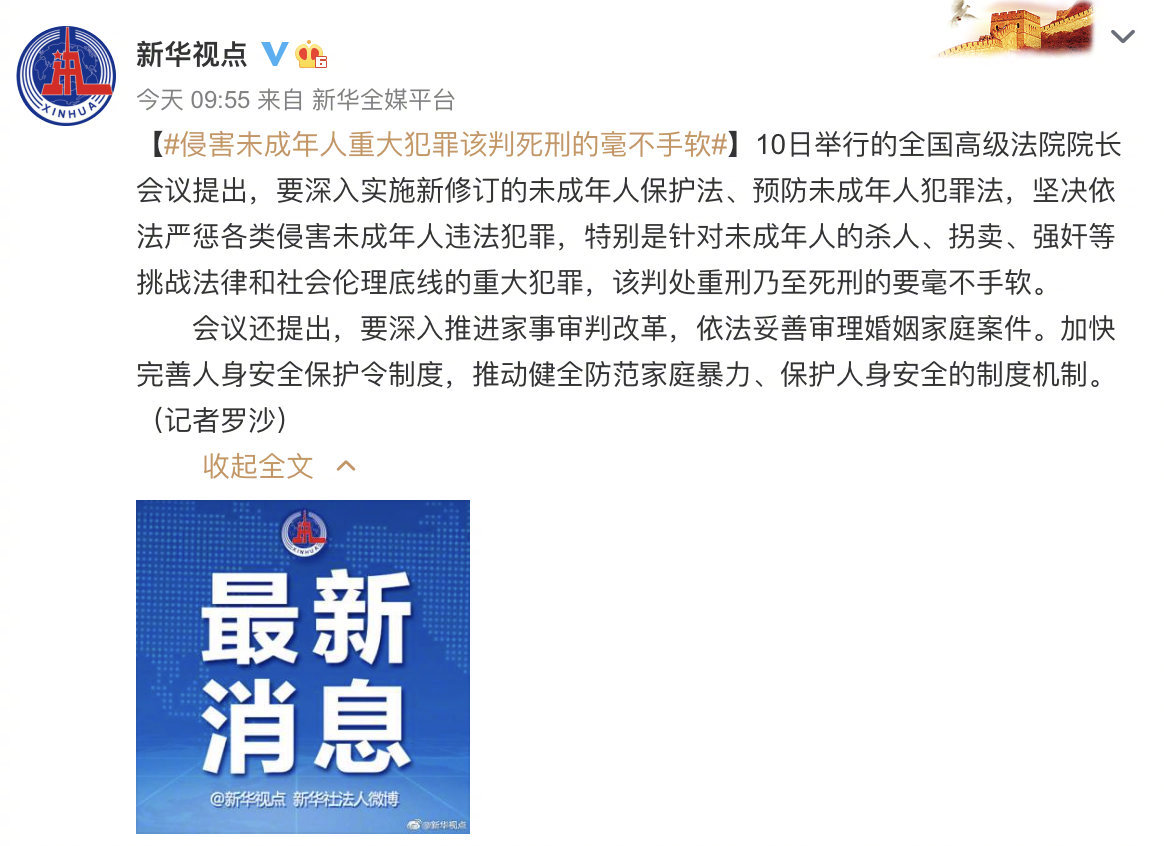 新华视点
今天 09:55 来自 新华全媒平台
【#侵害未成年人重大犯罪该判死刑的毫不手软#】10日举行的全国高级法院院长
会议提出，要深入实施新修订的未成年人保护法、预防未成年人犯罪法，坚决依
法严惩各类侵害未成年人违法犯罪，特别是针对未成年人的杀人、拐卖、强奸等
挑战法律和社会伦理底线的重大犯罪，该判处重刑乃至死刑的要毫不手软。
会议还提出，要深入推进家事审判改革，依法妥善审理婚姻家庭案件。加快
完善人身安全保护令制度，推动健全防范家庭暴力、保护人身安全的制度机制。
（记者罗沙）
收起全文
XINHUA
XINHUA
最新
消息
@新华视点 新华社法人微博
@新华视点